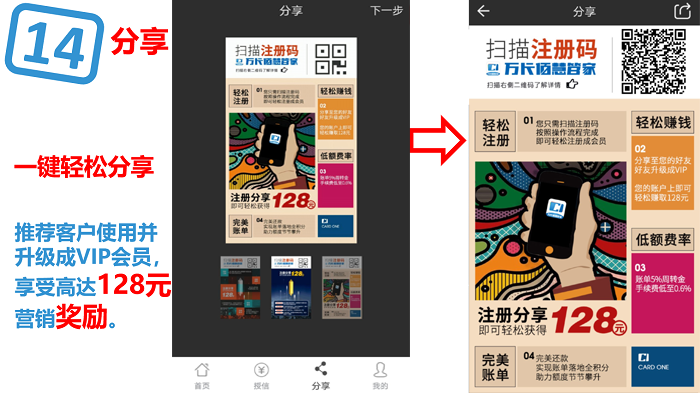 14
分享
一键轻松分享
推荐客户使用并
升级成VIP会员，
享受高达128元
营销奖励。
分享
下一步
扫描注册码
扫描右侧二维码了解详情
轻松
注册
01 您只需扫描注册码
按照操作流程完成
即可轻松注册成会员
轻松赚钱
02
分享至您的好友
好友升级成VIP
您的账户上即可
轻松赚取128元
低额费率
03
账单5%周转金
手续费低至0.6%
注册分享
即可轻松获得
128元
完美
账单
04 完美还款
实现账单落地全积分
助力额度节节攀升
CARD ONE
首页
授信
分享
我的
分享
扫描注册码
扫描右侧二维码了解详情
轻松
注册
01 您只需扫描注册码
按照操作流程完成
即可轻松注册成会员
轻松赚钱
02
分享至您的好友
好友升级成VIP
您的账户上即可
轻松赚取128元
低额费率
03
账单5%周转金
手续费低至0.6%
注册分享
即可轻松获得
128元
完美
账单
04 完美还款
实现账单落地全积分
助力额度节节攀升
CARD ONE